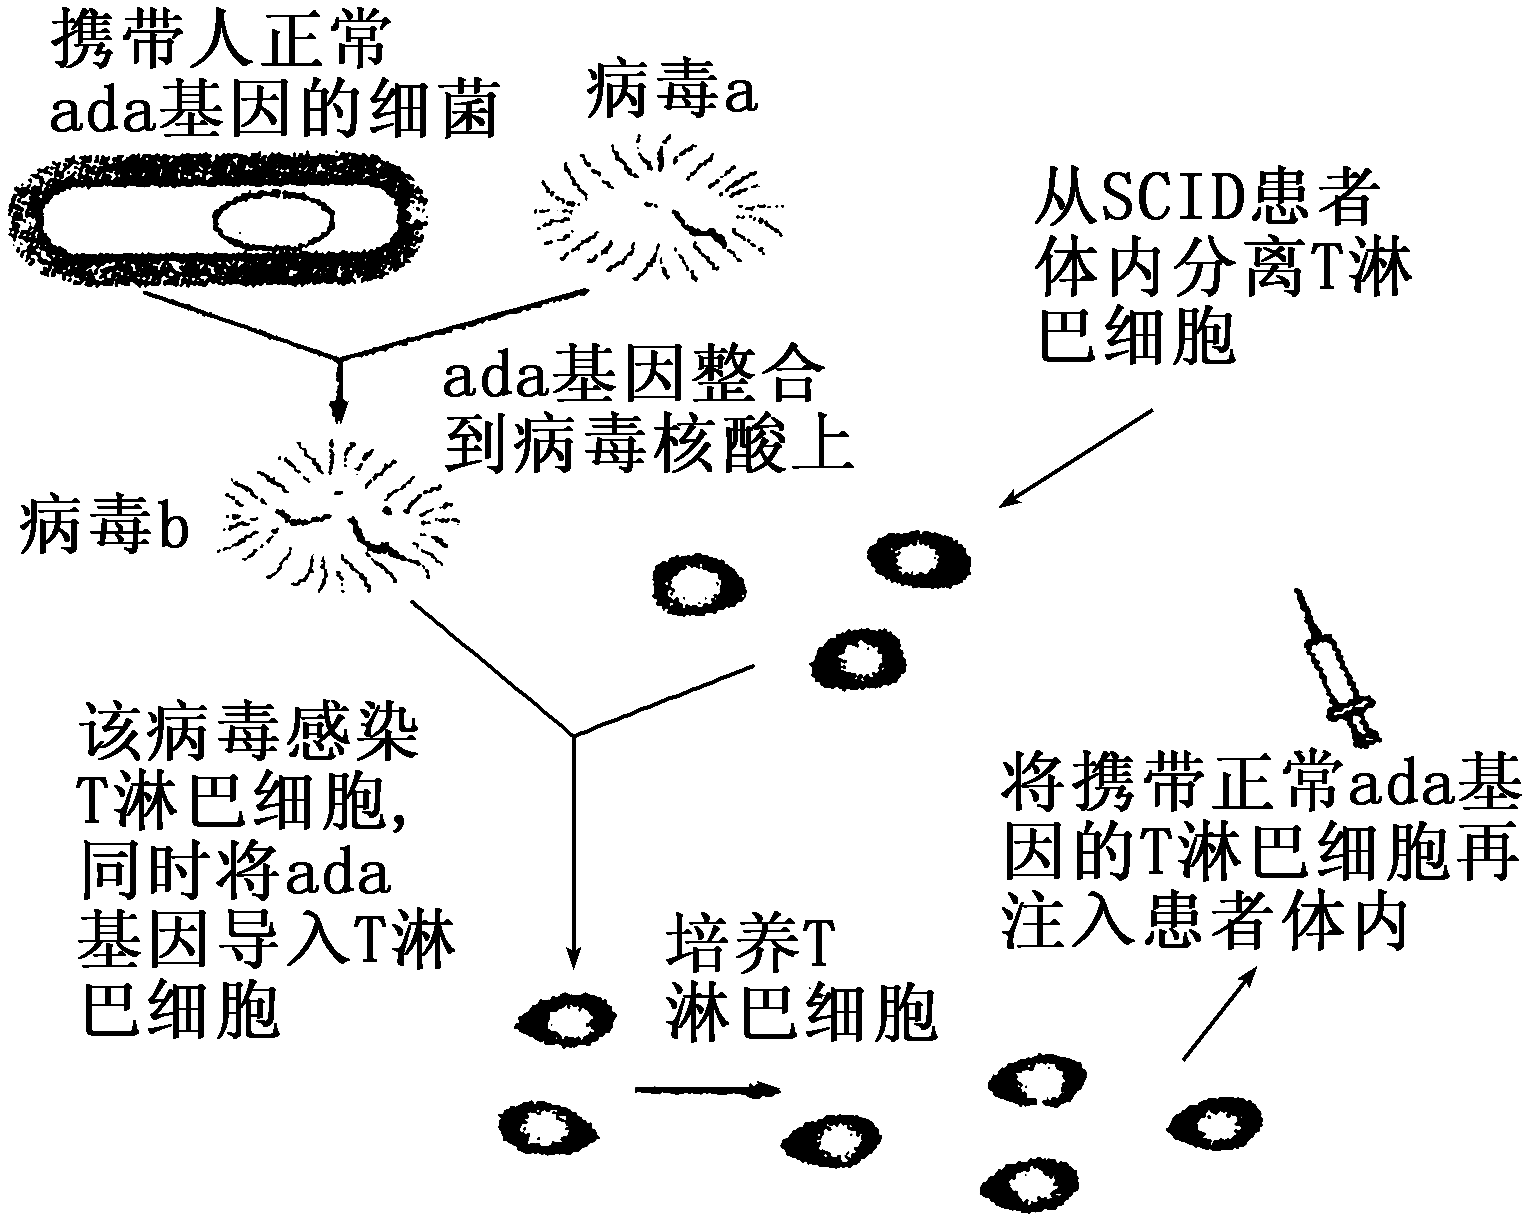 携带人正常
ada基因的细菌
病毒a
从SCID患者
体内分离T淋
巴细胞
ada基因整合
到病毒核酸上
病毒b
该病毒感染
T淋巴细胞,
同时将ada
基因导入T淋
巴细胞
培养T
淋巴细胞
将携带正常ada基
因的T淋巴细胞再
注入患者体内